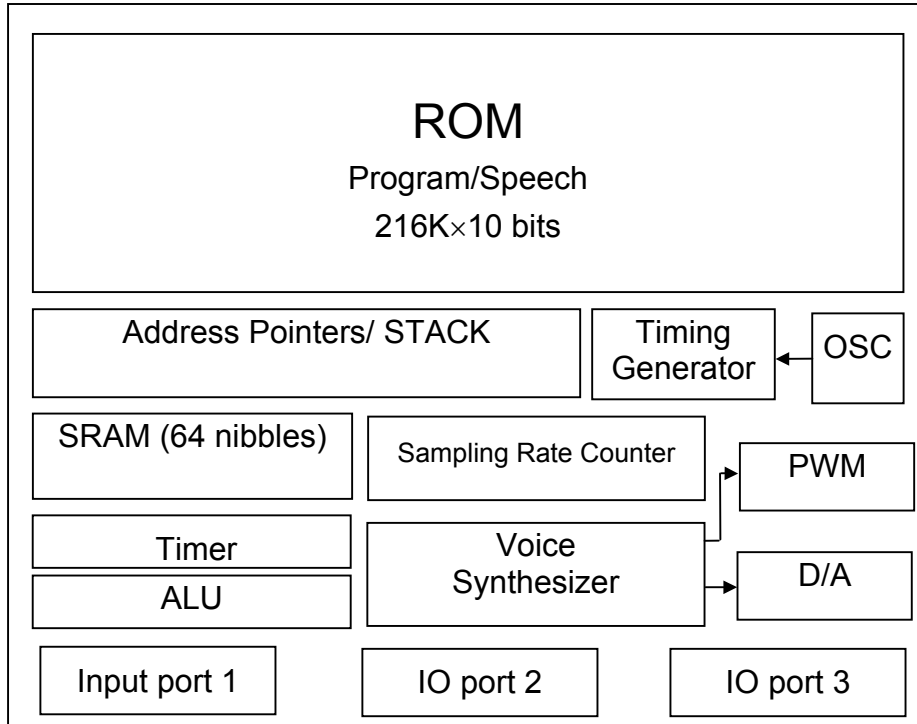 ROM
Program/Speech
216K×10 bits
Address Pointers/ STACK
Timing
Generator
OSC
SRAM (64 nibbles)
Sampling Rate Counter
PWM
Timer
Voice
Synthesizer
D/A
ALU
Input port 1
IO port 2
IO port 3